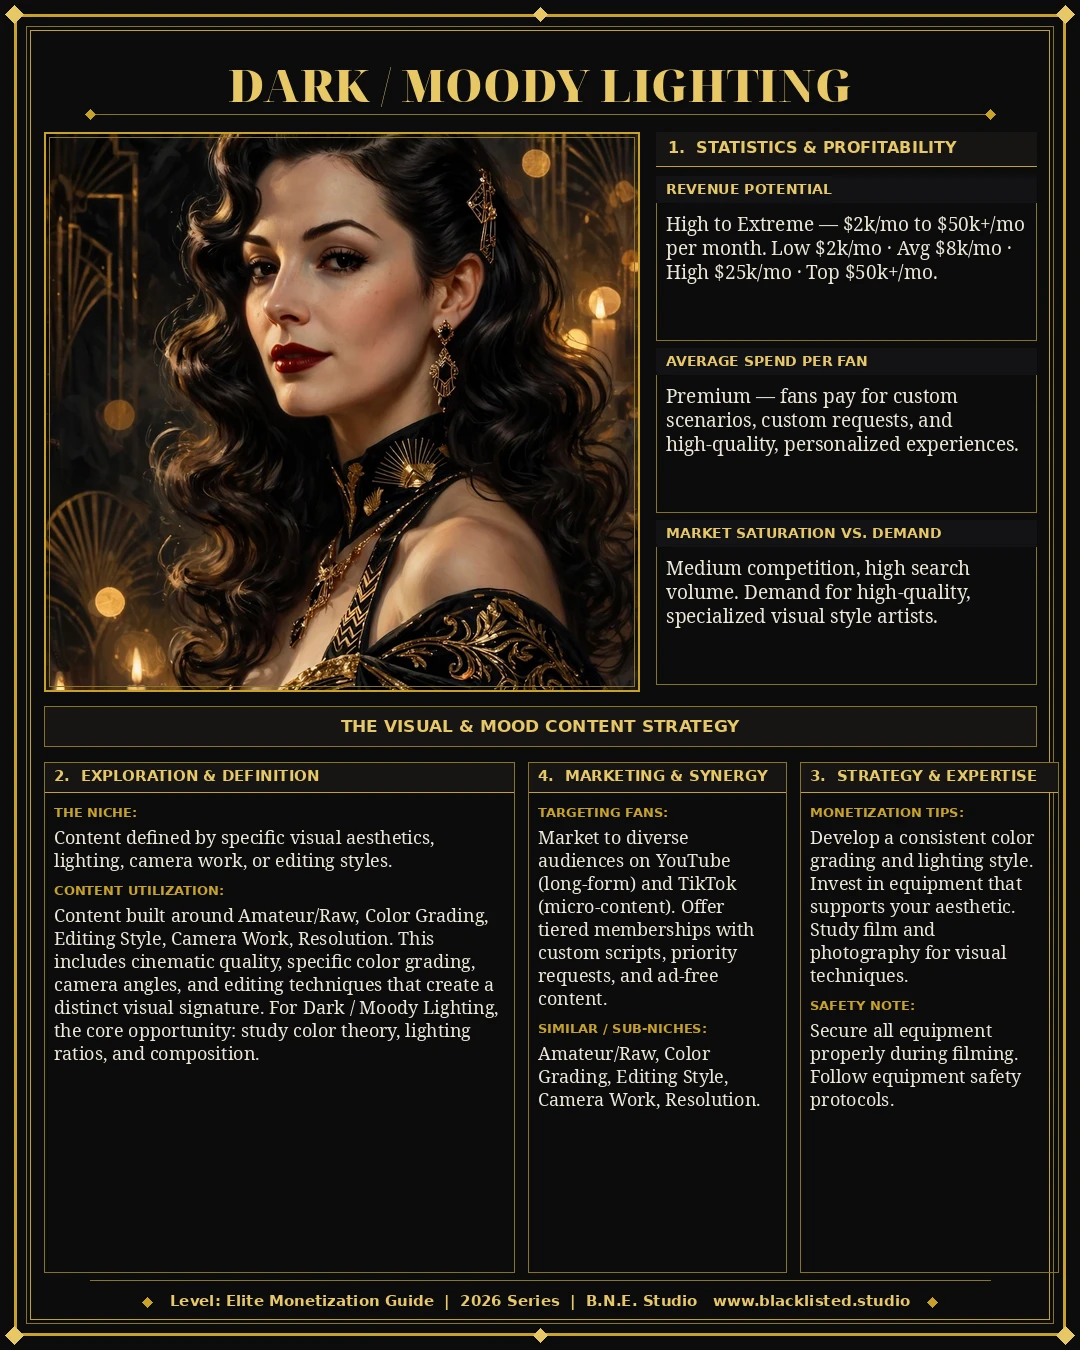 DARK / MOODY LIGHTING
1. STATISTICS & PROFITABILITY
REVENUE POTENTIAL
High to Extreme — $2k/mo to $50k+/mo
per month. Low $2k/mo · Avg $8k/mo ·
High $25k/mo · Top $50k+/mo.
AVERAGE SPEND PER FAN
Premium — fans pay for custom
scenarios, custom requests, and
high-quality, personalized experiences.
MARKET SATURATION VS. DEMAND
Medium competition, high search
volume. Demand for high-quality,
specialized visual style artists.
THE VISUAL & MOOD CONTENT STRATEGY
2. EXPLORATION & DEFINITION
THE NICHE:
Content defined by specific visual aesthetics,
lighting, camera work, or editing styles.
CONTENT UTILIZATION:
Content built around Amateur/Raw, Color Grading,
Editing Style, Camera Work, Resolution. This
includes cinematic quality, specific color grading,
camera angles, and editing techniques that create a
distinct visual signature. For Dark / Moody Lighting,
the core opportunity: study color theory, lighting
ratios, and composition.
4. MARKETING & SYNERGY
TARGETING FANS:
Market to diverse
audiences on YouTube
(long-form) and TikTok
(micro-content). Offer
tiered memberships with
custom scripts, priority
requests, and ad-free
content.
SIMILAR / SUB-NICHES:
Amateur/Raw, Color
Grading, Editing Style,
Camera Work, Resolution.
3. STRATEGY & EXPERTISE
MONETIZATION TIPS:
Develop a consistent color
grading and lighting style.
Invest in equipment that
supports your aesthetic.
Study film and
photography for visual
techniques.
SAFETY NOTE:
Secure all equipment
properly during filming.
Follow equipment safety
protocols.
Level: Elite Monetization Guide | 2026 Series | B.N.E. Studio www.blacklisted.studio